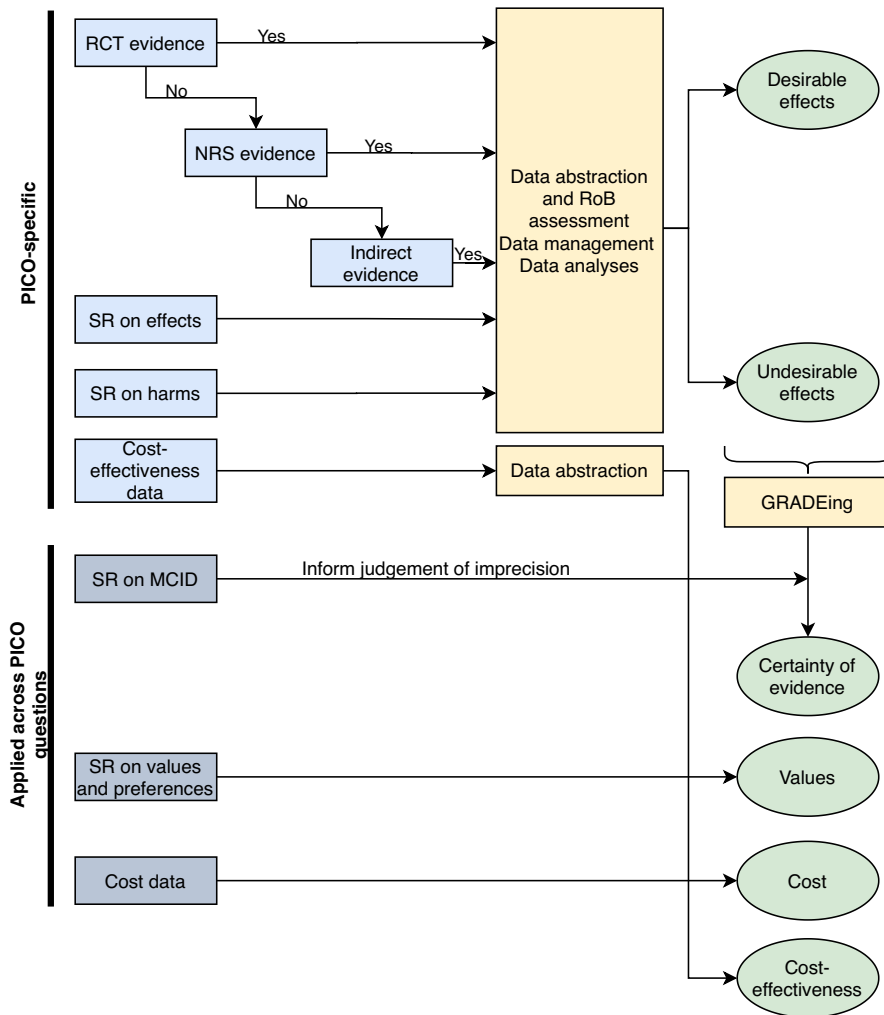 RCT evidence
Yes
Desirable
effects
No
NRS evidence
Yes
Data abstraction
and RoB
assessment
Data management
Data analyses
No
Indirect
evidence
Yes
PICO-specific
SR on effects
SR on harms
Undesirable
effects
Cost-
effectiveness
data
Data abstraction
GRADEing
SR on MCID
Inform judgement of imprecision
Applied across PICO
questions
Certainty of
evidence
SR on values
and preferences
Values
Cost data
Cost
Cost-
effectiveness